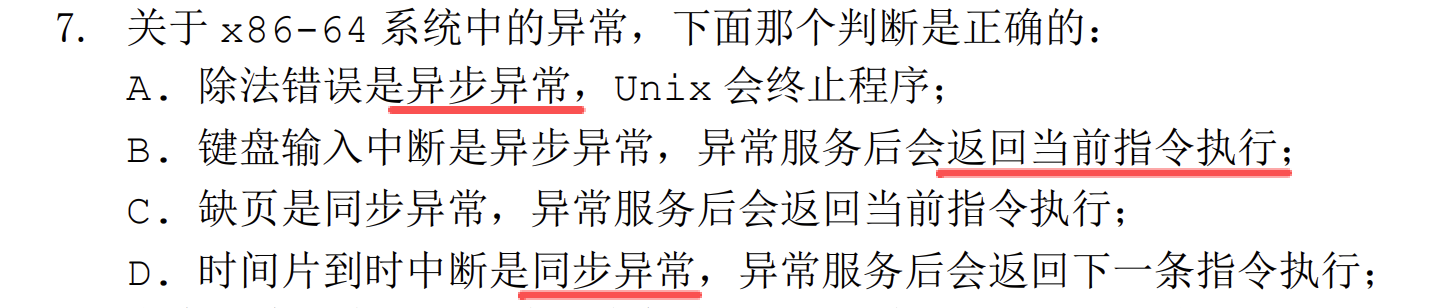 7. 关于 x86-64 系统中的异常，下面那个判断是正确的：
A. 除法错误是异步异常，Unix 会终止程序；
B. 键盘输入中断是异步异常，异常服务后会返回当前指令执行；
C. 缺页是同步异常，异常服务后会返回当前指令执行；
D. 时间片到时中断是同步异常，异常服务后会返回下一条指令执行；